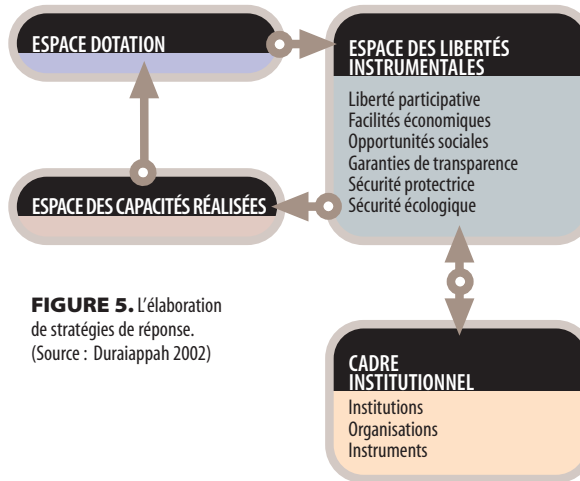 ESPACE DOTATION
ESPACE DES LIBERTÉS
INSTRUMENTALES
Liberté participative
Facilités économiques
Opportunités sociales
Garanties de transparence
Sécurité protectrice
Sécurité écologique
ESPACE DES CAPACITÉS RÉALISÉES
FIGURE 5. L'élaboration
de stratégies de réponse.
(Source : Duraiappah 2002)
CADRE
INSTITUTIONNEL
Institutions
Organisations
Instruments